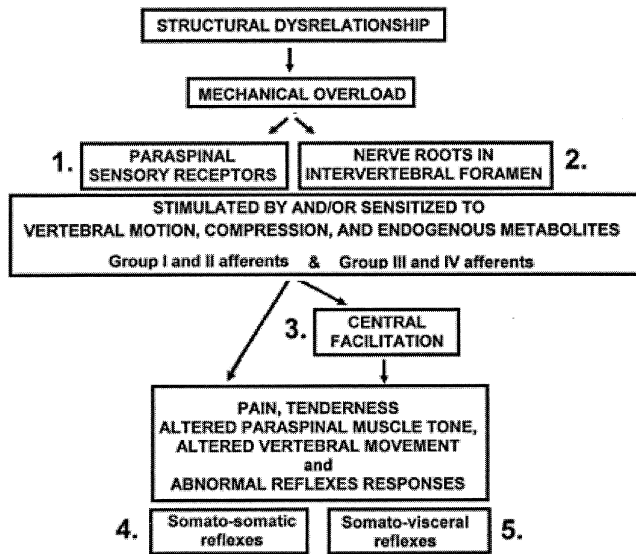 STRUCTURAL DYSRELATIONSHIP
MECHANICAL OVERLOAD
1.
PARASPINAL
SENSORY RECEPTORS
NERVE ROOTS IN
INTERVERTEBRAL FORAMEN
2.
STIMULATED BY AND/OR SENSITIZED TO
VERTEBRAL MOTION, COMPRESSION, AND ENDOGENOUS METABOLITES
Group I and II afferents & Group III and IV afferents
3.
CENTRAL
FACILITATION
PAIN, TENDERNESS
ALTERED PARASPINAL MUSCLE TONE,
ALTERED VERTEBRAL MOVEMENT
and
ABNORMAL REFLEXES RESPONSES
4.
Somato-somatic
reflexes
Somato-visceral
reflexes
5.